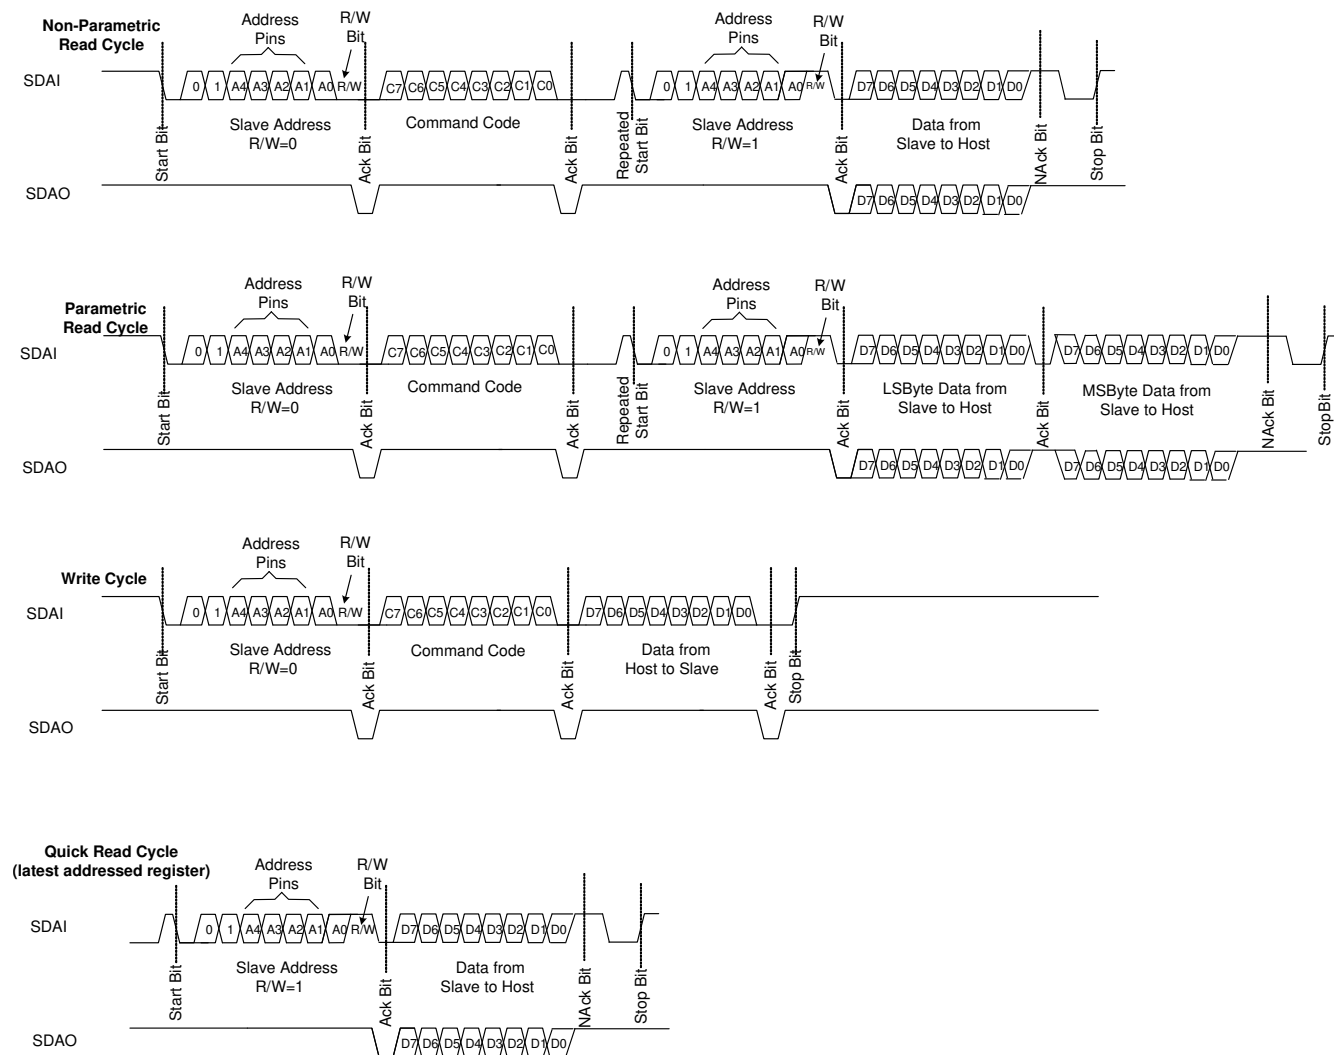 Non-Parametric
Read Cycle
Address
Pins
R/W
Bit
Address
Pins
R/W
Bit
SDAI
0 1 A4 A3 A2 A1 A0 R/W C7 C6 C5 C4 C3 C2 C1 C0 0 1 A4 A3 A2 A1 A0 R/W D7 D6 D5 D4 D3 D2 D1 D0
Start Bit
Slave Address
R/W=0
Ack Bit
Command Code
Ack Bit
Repeated
Start Bit
Slave Address
R/W=1
Ack Bit
Data from
Slave to Host
NAck Bit
Stop Bit
SDAO
D7 D6 D5 D4 D3 D2 D1 D0
Parametric
Read Cycle
Address
Pins
R/W
Bit
Address
Pins
R/W
Bit
SDAI
0 1 A4 A3 A2 A1 A0 R/W C7 C6 C5 C4 C3 C2 C1 C0 0 1 A4 A3 A2 A1 A0 R/W D7 D6 D5 D4 D3 D2 D1 D0 D7 D6 D5 D4 D3 D2 D1 D0
Start Bit
Slave Address
R/W=0
Ack Bit
Command Code
Ack Bit
Repeated
Start Bit
Slave Address
R/W=1
Ack Bit
LSByte Data from
Slave to Host
Ack Bit
MSByte Data from
Slave to Host
NAck Bit
Stop Bit
SDAO
D7 D6 D5 D4 D3 D2 D1 D0 D7 D6 D5 D4 D3 D2 D1 D0
Write Cycle
Address
Pins
R/W
Bit
SDAI
0 1 A4 A3 A2 A1 A0 R/W C7 C6 C5 C4 C3 C2 C1 C0 D7 D6 D5 D4 D3 D2 D1 D0
Start Bit
Slave Address
R/W=0
Ack Bit
Command Code
Ack Bit
Data from
Host to Slave
Ack Bit
Stop Bit
SDAO
Quick Read Cycle
(latest addressed register)
Address
Pins
R/W
Bit
SDAI
0 1 A4 A3 A2 A1 A0 R/W D7 D6 D5 D4 D3 D2 D1 D0
Start Bit
Slave Address
R/W=1
Ack Bit
Data from
Slave to Host
NAck Bit
Stop Bit
SDAO
D7 D6 D5 D4 D3 D2 D1 D0